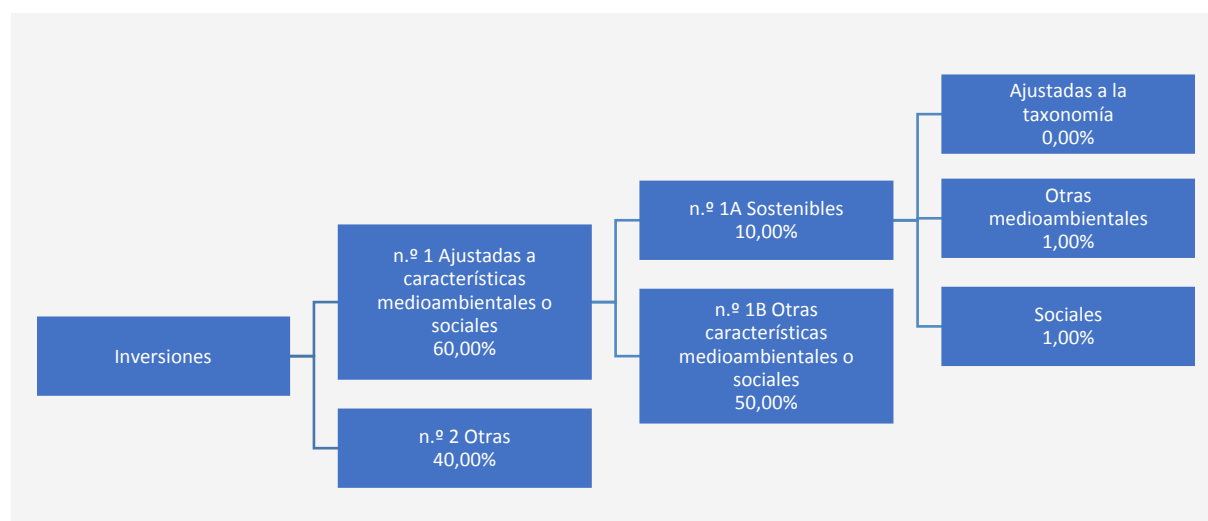 Inversiones
n.º 1 Ajustadas a
características
medioambientales o
sociales
60,00%
n.º 2 Otras
40,00%
n.º 1A Sostenibles
10,00%
n.º 1B Otras
características
medioambientales o
sociales
50,00%
Ajustadas a la
taxonomía
0,00%
Otras
medioambientales
1,00%
Sociales
1,00%